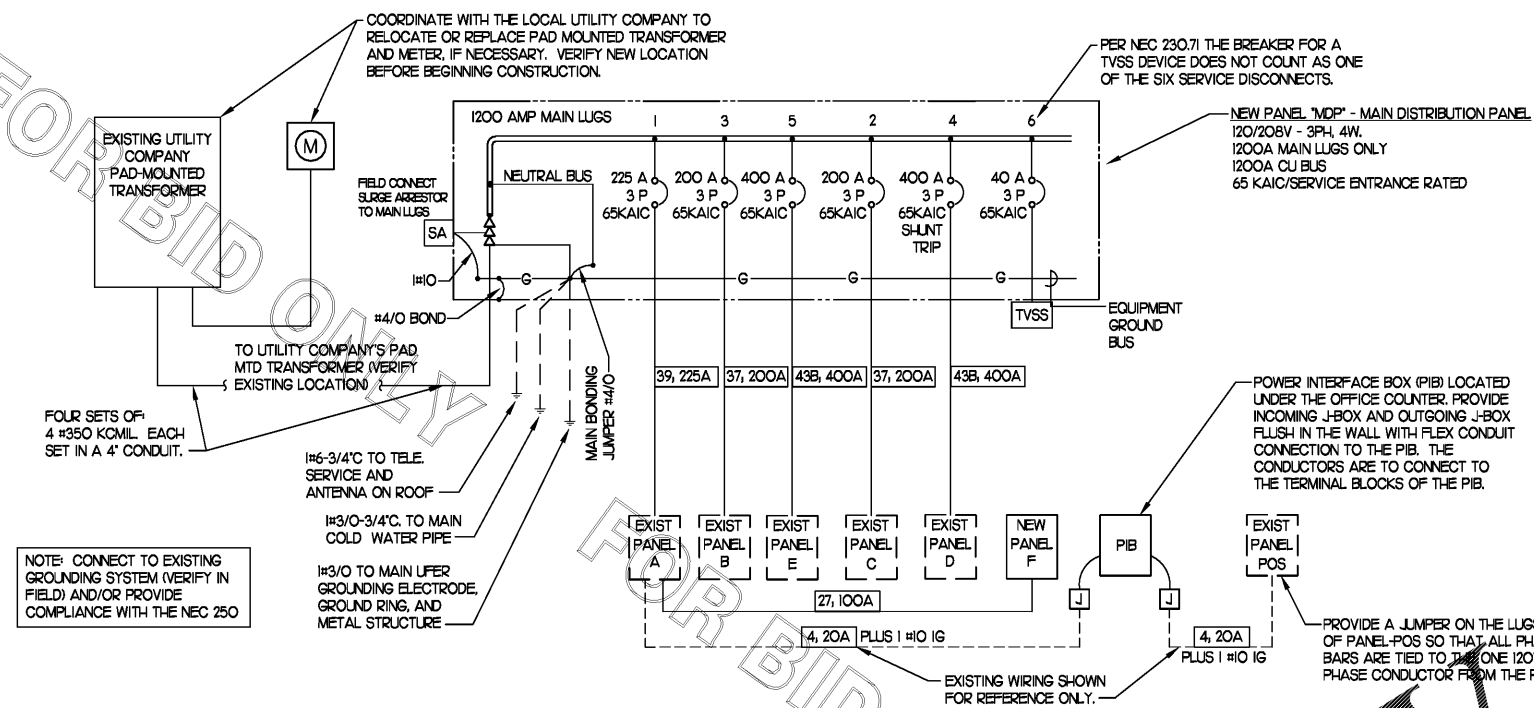 COORDINATE WITH THE LOCAL UTILITY COMPANY TO
RELOCATE OR REPLACE PAD MOUNTED TRANSFORMER
AND METER, IF NECESSARY. VERIFY NEW LOCATION
BEFORE BEGINNING CONSTRUCTION.
PER NEC 230.71 THE BREAKER FOR A
TVSS DEVICE DOES NOT COUNT AS ONE
OF THE SIX SERVICE DISCONNECTS.
NEW PANEL "MDP" - MAIN DISTRIBUTION PANEL
120/208V - 3PH, 4W.
1200A MAIN LUGS ONLY
1200A CU BUS
65 KAIC/SERVICE ENTRANCE RATED
EXISTING UTILITY
COMPANY
PAD-MOUNTED
TRANSFORMER
M
1200 AMP MAIN LUGS
1 3 5 2 4 6
FIELD CONNECT
SURGE ARRESTOR
TO MAIN LUGS
NEUTRAL BUS
225 A
3 P
65KAIC
200 A
3 P
65KAIC
400 A
3 P
65KAIC
200 A
3 P
65KAIC
400 A
3 P
65KAIC
SHUNT
TRIP
40 A
3 P
65KAIC
SA
1#10
G G G G
#4/0 BOND
TVSS
EQUIPMENT
GROUND
BUS
TO UTILITY COMPANY'S PAD
MTD TRANSFORMER (VERIFY
EXISTING LOCATION)
FOUR SETS OF:
4 #350 KCMIL. EACH
SET IN A 4" CONDUIT.
MAIN BONDING
JUMPER #4/0
39, 225A
37, 200A
43B, 400A
37, 200A
43B, 400A
POWER INTERFACE BOX (PIB) LOCATED
UNDER THE OFFICE COUNTER. PROVIDE
INCOMING J-BOX AND OUTGOING J-BOX
FLUSH IN THE WALL WITH FLEX CONDUIT
CONNECTION TO THE PIB. THE
CONDUCTORS ARE TO CONNECT TO
THE TERMINAL BLOCKS OF THE PIB.
1#6-3/4"C TO TELE.
SERVICE AND
ANTENNA ON ROOF
1#3/0-3/4"C. TO MAIN
COLD WATER PIPE
1#3/0 TO MAIN UFER
GROUNDING ELECTRODE,
GROUND RING, AND
METAL STRUCTURE
NOTE: CONNECT TO EXISTING
GROUNDING SYSTEM (VERIFY IN
FIELD) AND/OR PROVIDE
COMPLIANCE WITH THE NEC 250
EXIST
PANEL
A
EXIST
PANEL
B
EXIST
PANEL
E
EXIST
PANEL
C
EXIST
PANEL
D
NEW
PANEL
F
PIB
EXIST
PANEL
POS
J
J
27, 100A
4, 20A PLUS 1 #10 IG
4, 20A
PLUS 1 #10 IG
EXISTING WIRING SHOWN
FOR REFERENCE ONLY.
PROVIDE A JUMPER ON THE LUGS
OF PANEL-POS SO THAT ALL
BARS ARE TIED TO THE ONE
PHASE CONDUCTOR FROM THE
FOR BID ONLY
FOR BID